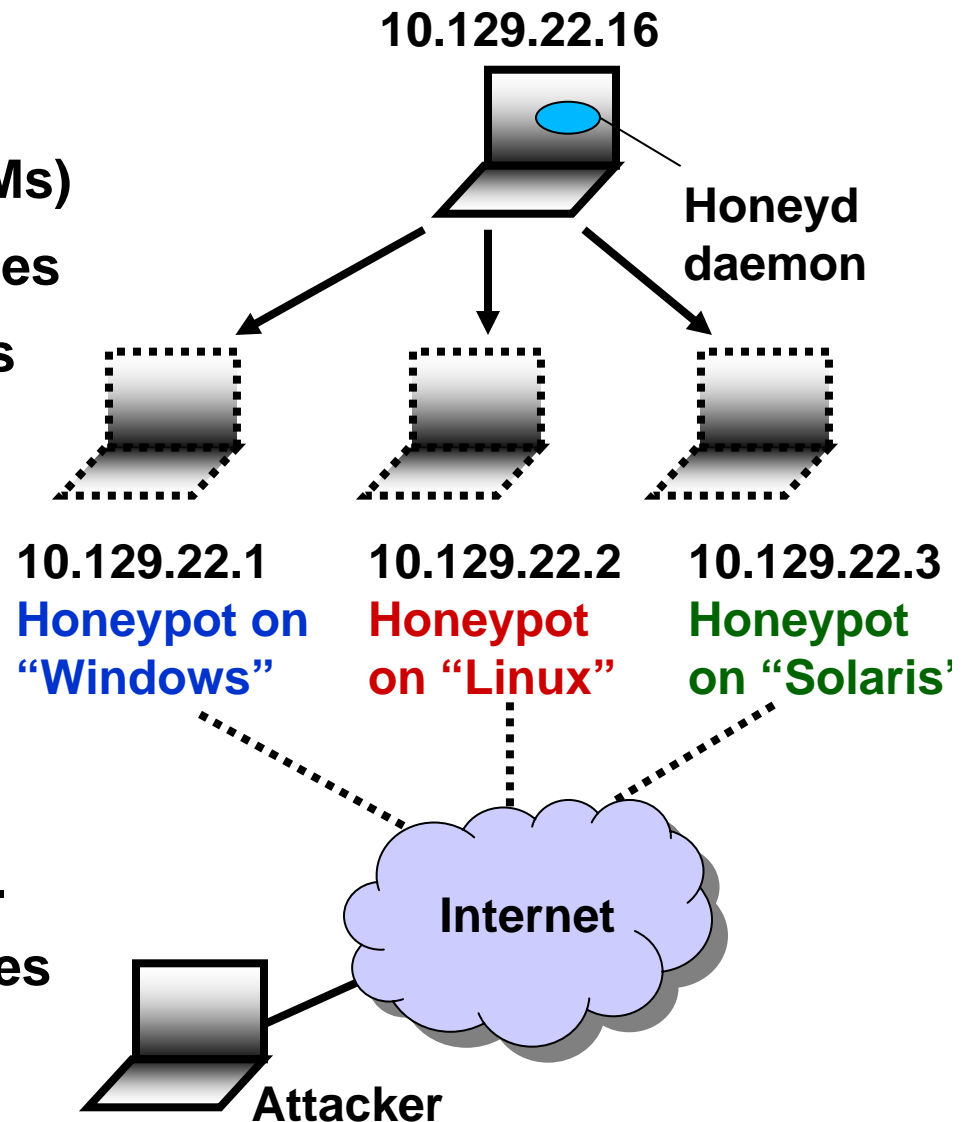 10.129.22.16
Ms)
es
s
Honeyd
daemon
10.129.22.1
Honeypot on
“Windows”
10.129.22.2
Honeypot
on “Linux”
10.129.22.3
Honeypot
on “Solaris’
Internet
.
es
Attacker